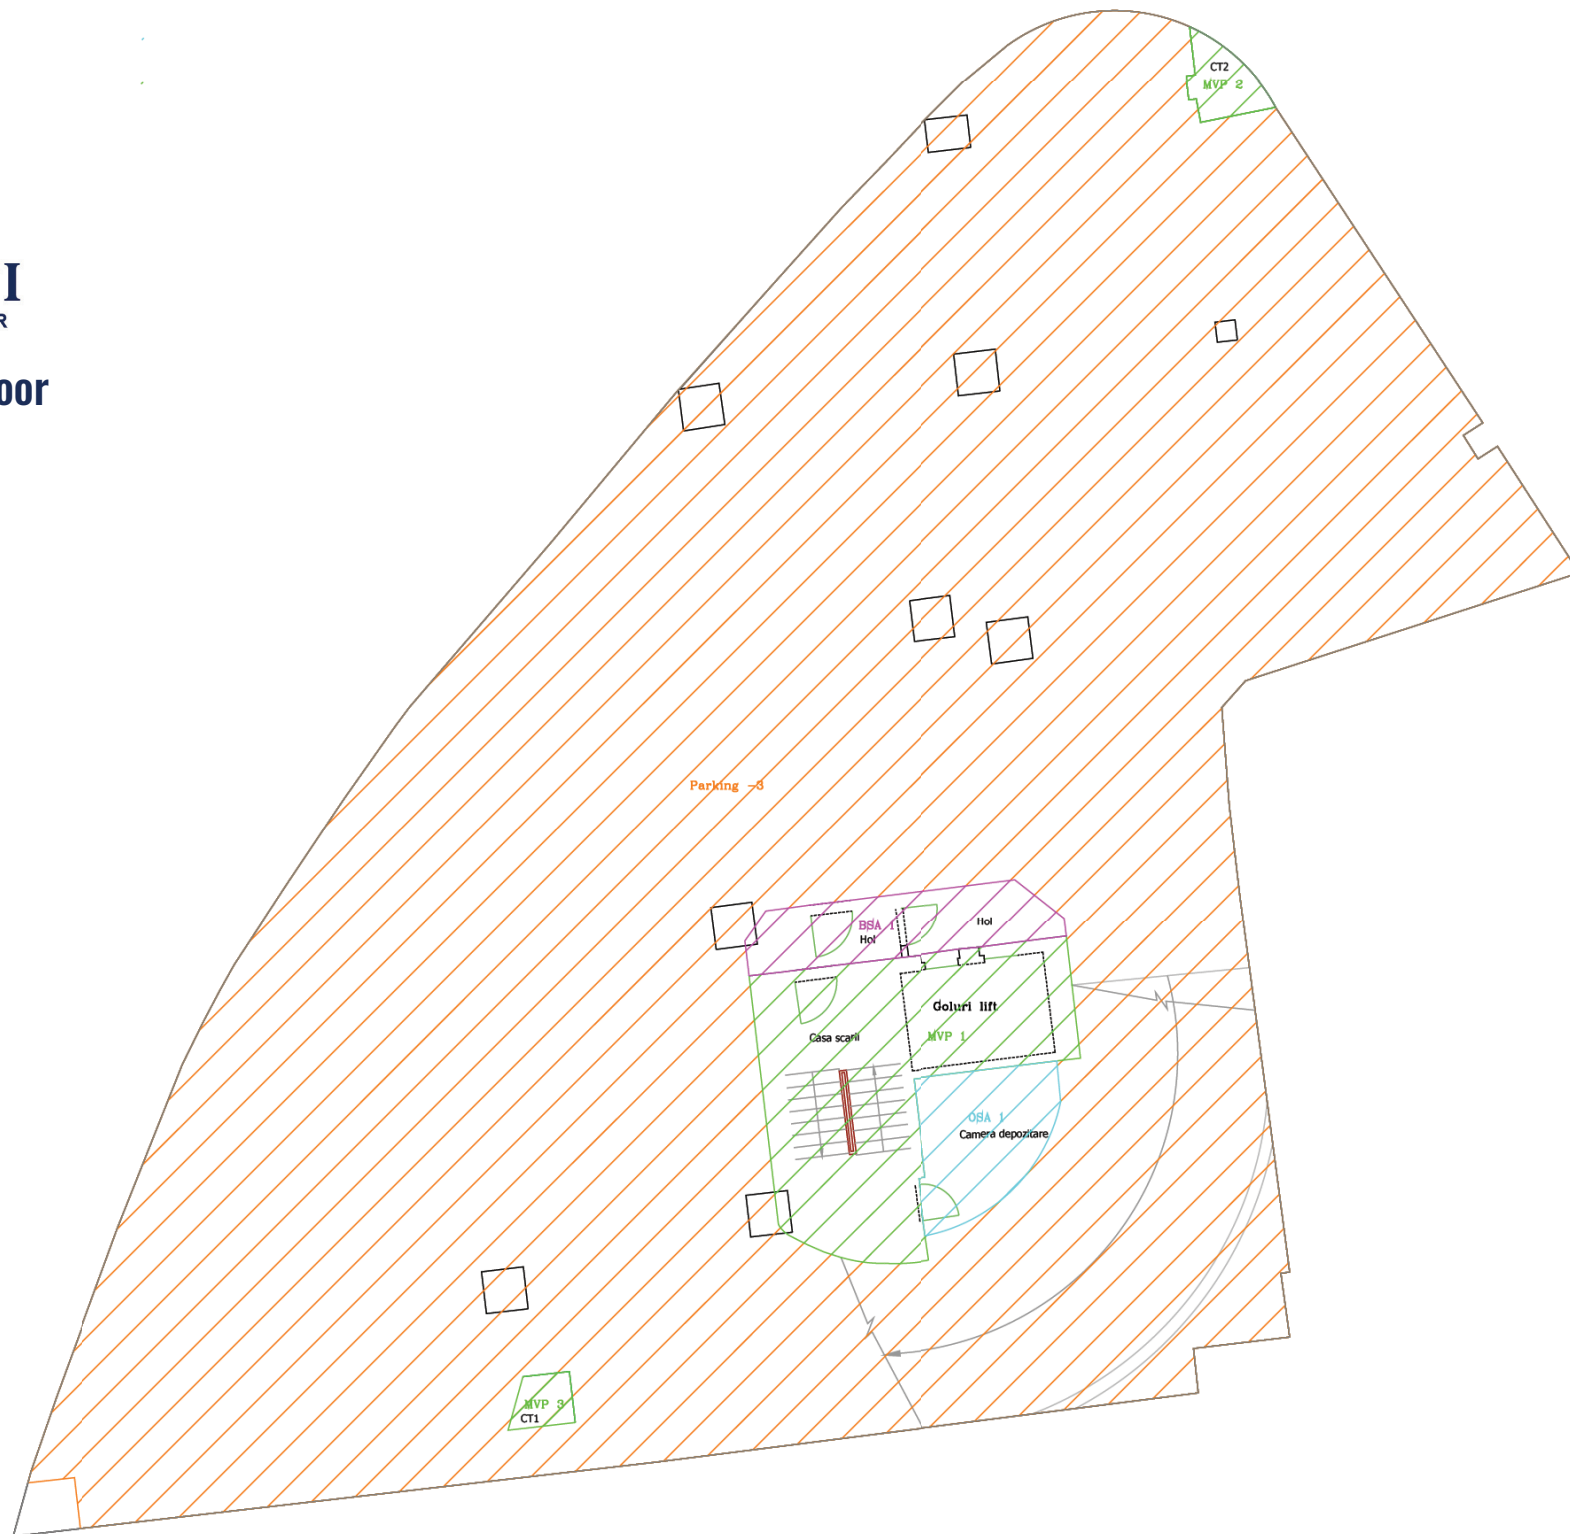 CT2
MVP 2
I
R
oor
Parking -3
BSA 1
Hol
Hol
Goluri lift
MVP 1
Casa scarii
OSA 1
Camera depozitare
MVP 3
CT1